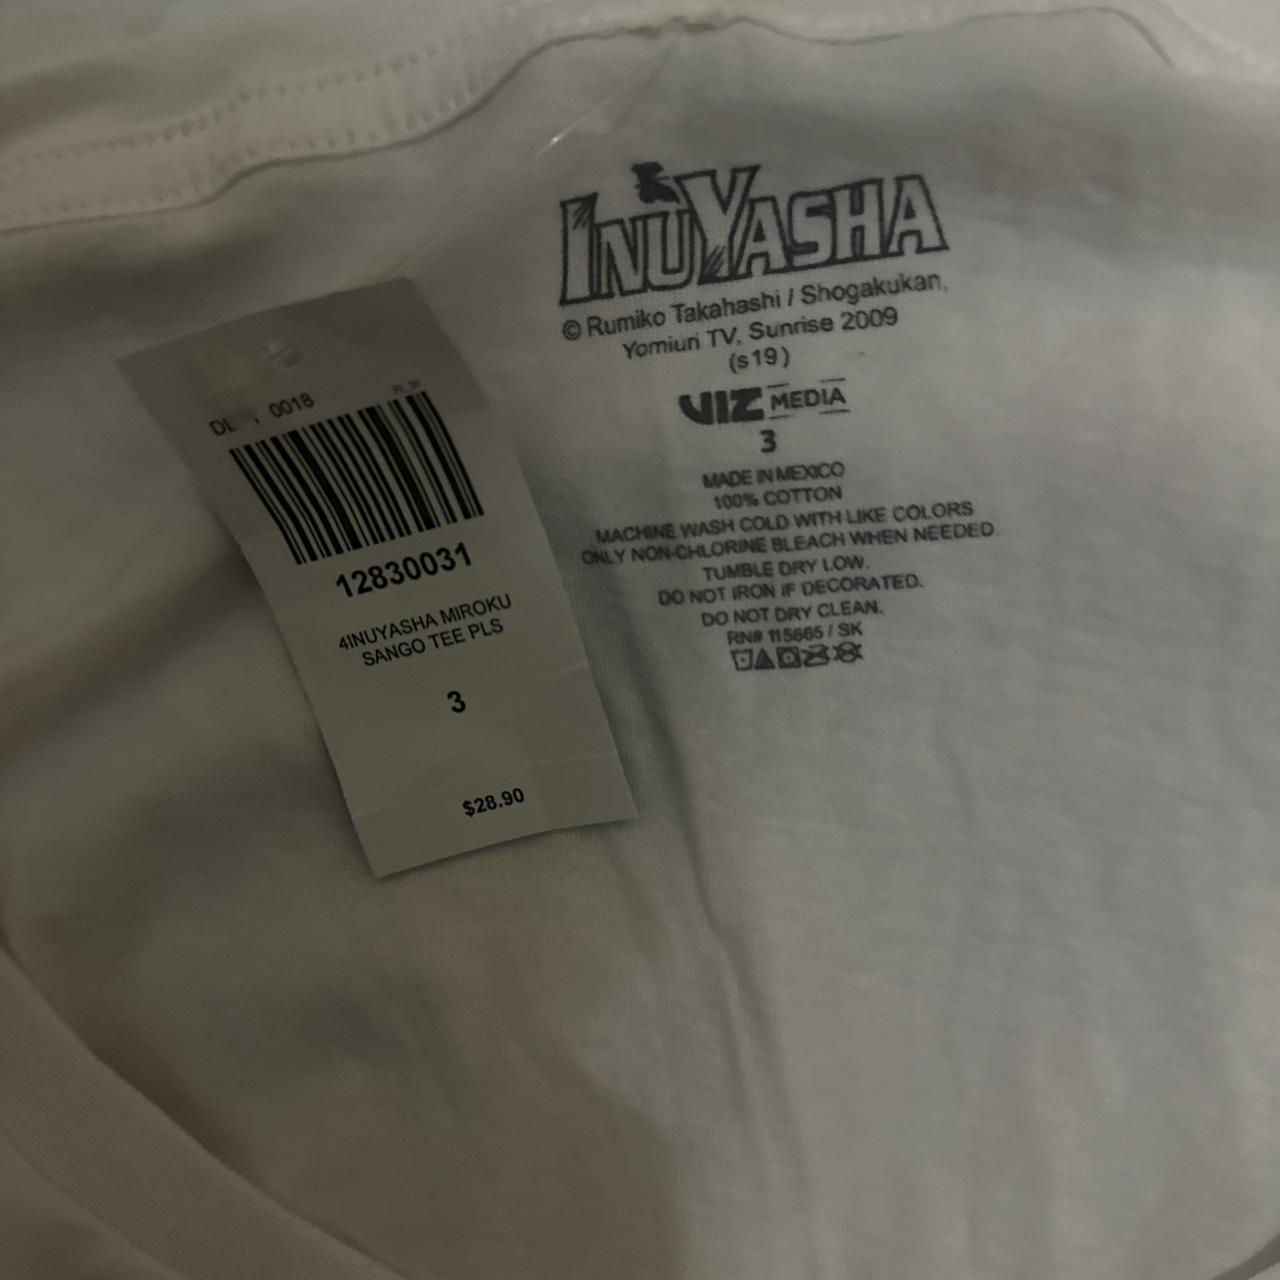 INUYASHA
© Rumiko Takahashi / Shogakukan,
Yomiuri TV, Sunrise 2009
(s19)
VIZ MEDIA
3
MADE IN MEXICO
100% COTTON
MACHINE WASH COLD WITH LIKE COLORS
ONLY NON-CHLORINE BLEACH WHEN NEEDED.
TUMBLE DRY LOW.
DO NOT IRON IF DECORATED.
DO NOT DRY CLEAN.
RN# 115665 / SK
0018
12830031
4INUYASHA MIROKU
SANGO TEE PLS
3
$28.90